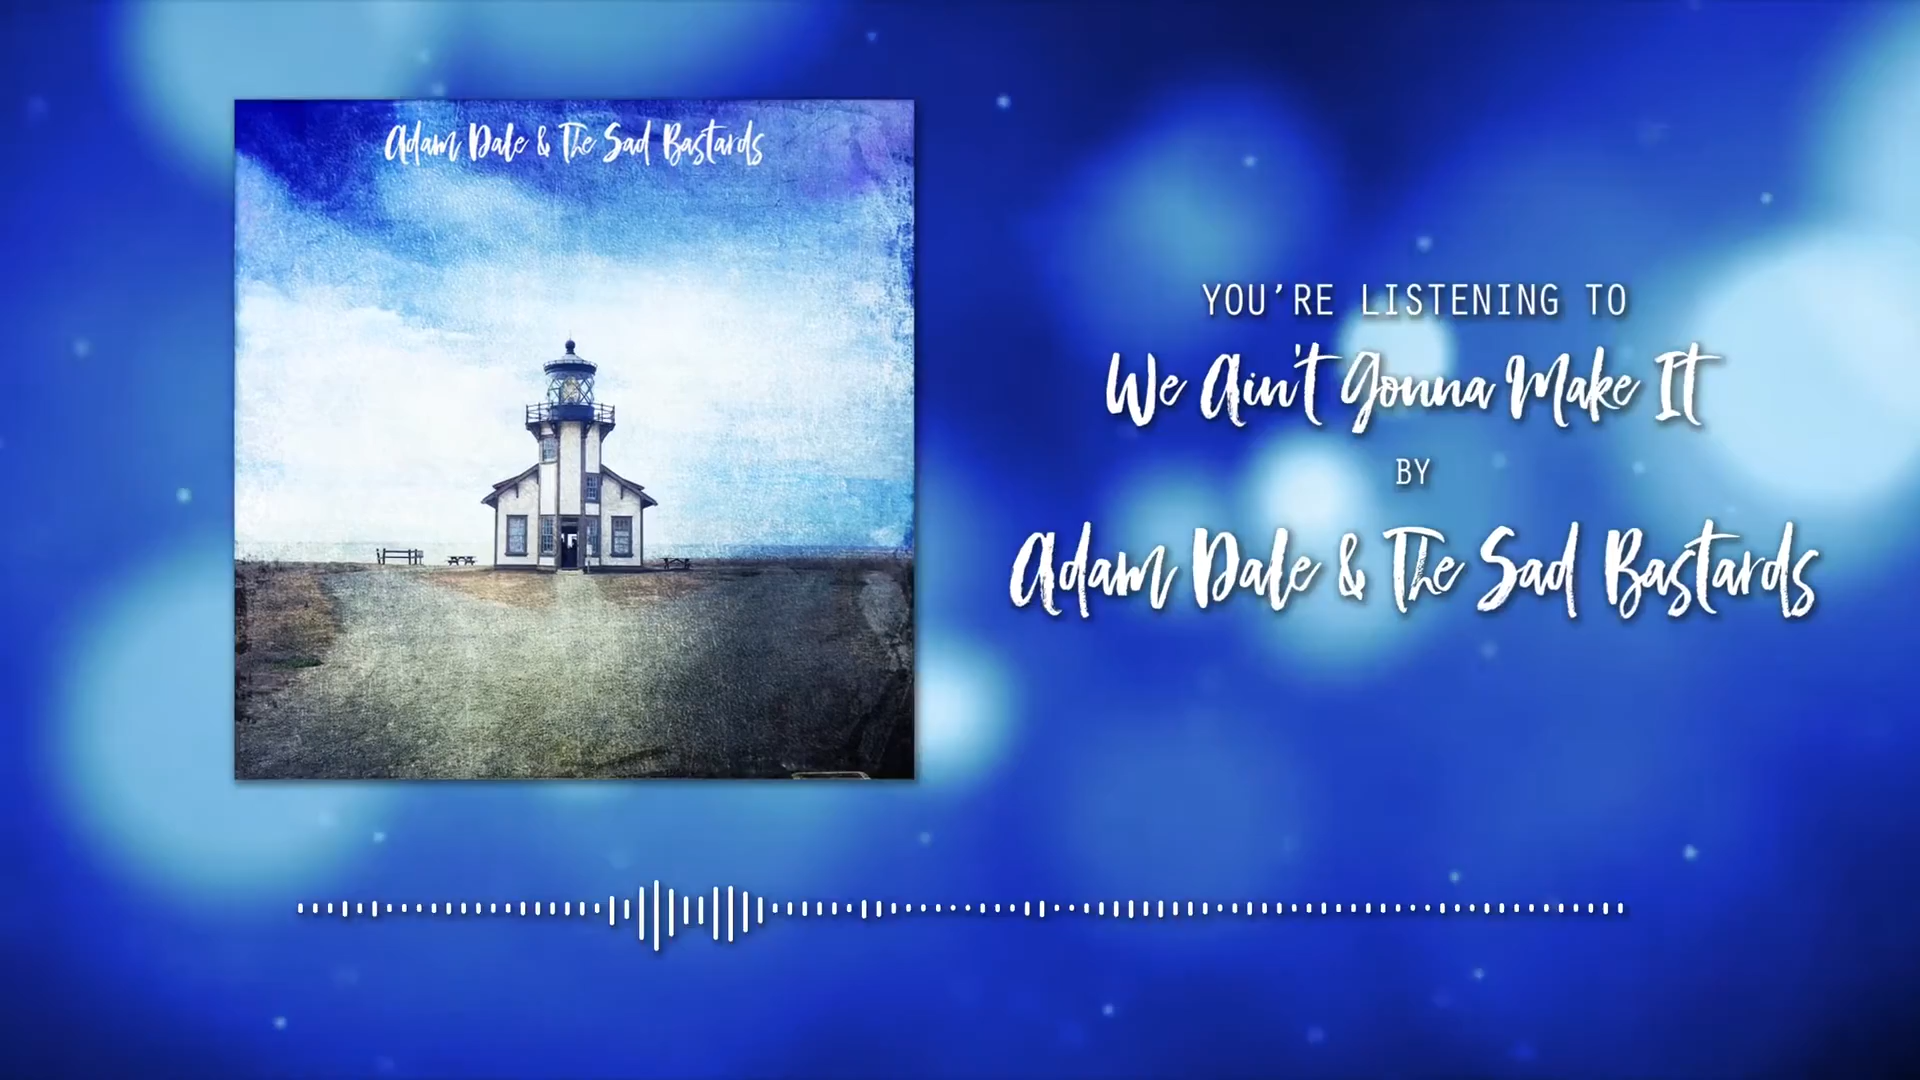 Adam Dale & The Sad Bastards
YOU’RE LISTENING TO
We Ain't Gonna Make It
BY
Adam Dale & The Sad Bastards